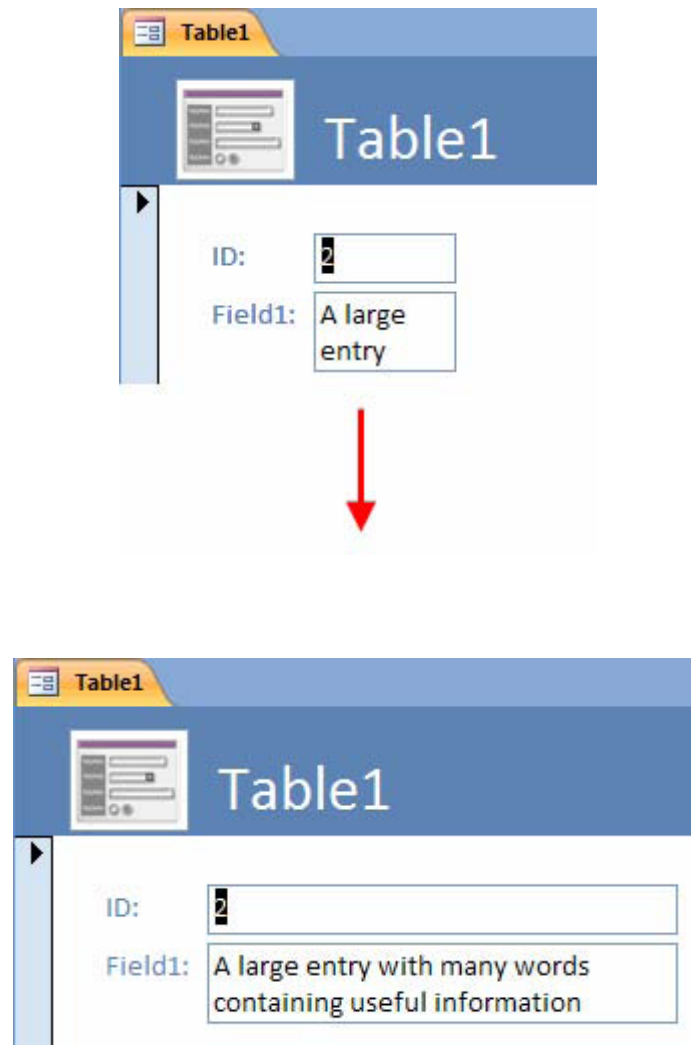 Table1
Table1
ID: 2
Field1: A large
entry
Table1
Table1
ID: 2
Field1: A large entry with many words
containing useful information